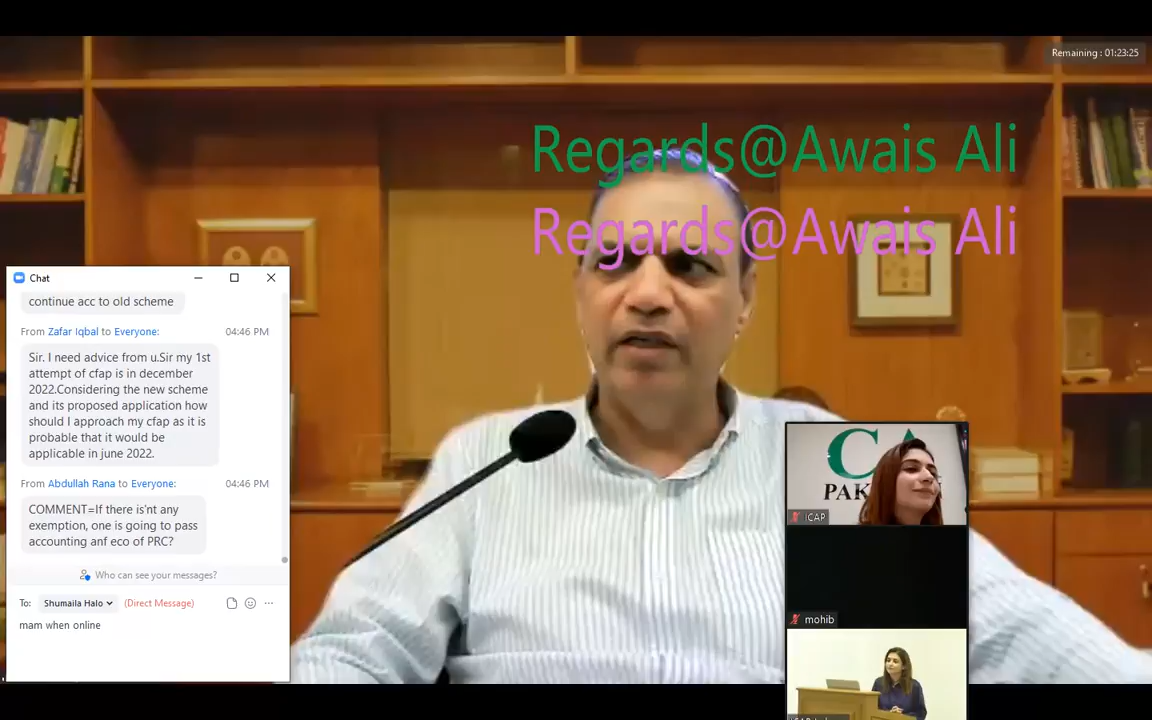 Remaining : 01:23:25
Regards@Awais Ali
Regards@Awais Ali
Chat
continue acc to old scheme
From Zafar Iqbal to Everyone: 04:46 PM
Sir. I need advice from u.Sir my 1st
attempt of cfap is in december
2022.Considering the new scheme
and its proposed application how
should I approach my cfap as it is
probable that it would be
applicable in june 2022.
From Abdullah Rana to Everyone: 04:46 PM
COMMENT=If there is'nt any
exemption, one is going to pass
accounting anf eco of PRC?
Who can see your messages?
To: Shumaila Halo (Direct Message)
mam when online
CA
PAK
ICAP
mohib